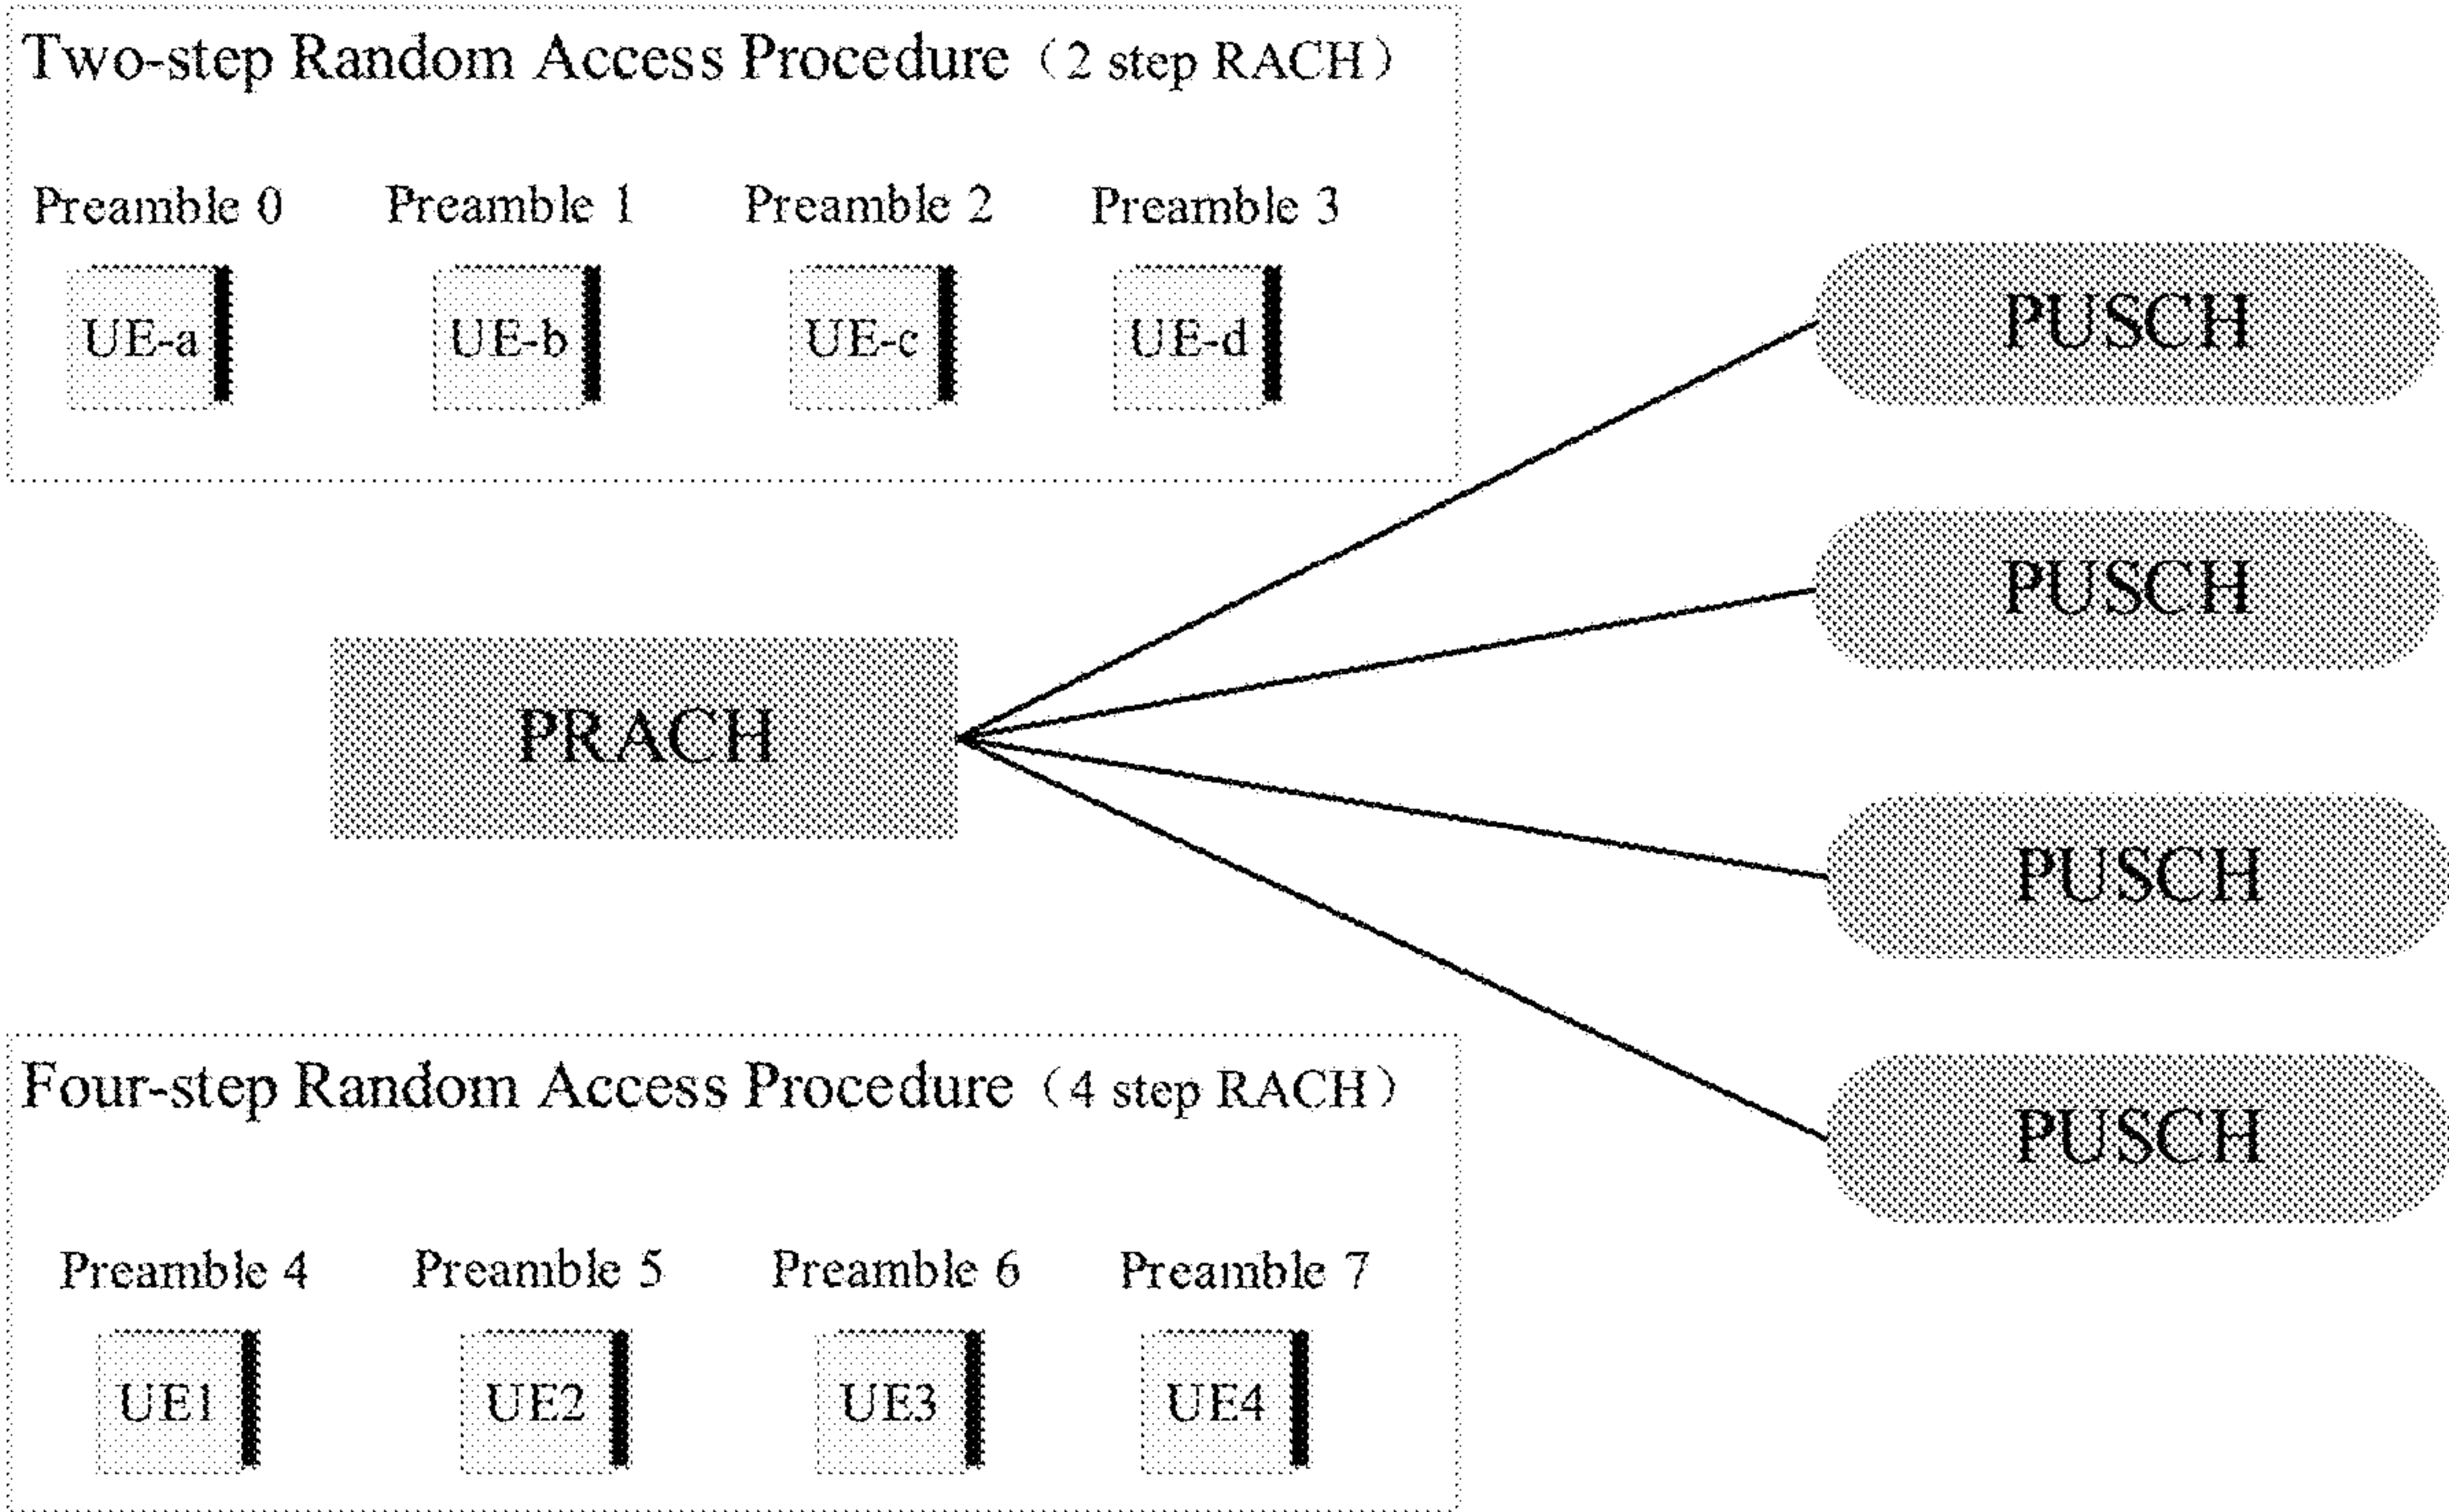 Two-step Random Access Procedure（2 step RACH）
Preamble 0 Preamble 1 Preamble 2 Preamble 3
UE-a UE-b UE-c UE-d
PUSCH
PUSCH
PRACH
PUSCH
Four-step Random Access Procedure（4 step RACH）
PUSCH
Preamble 4 Preamble 5 Preamble 6 Preamble 7
UE1 UE2 UE3 UE4